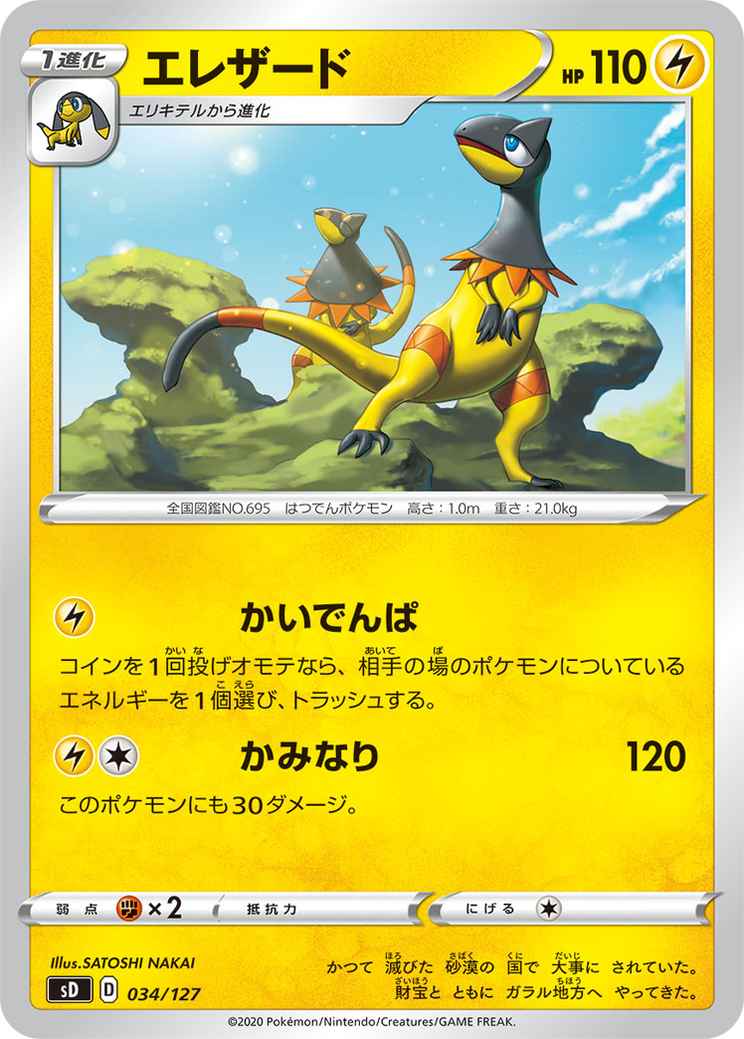 1進化
エレザード
HP 110
エリキテルから進化
全国図鑑NO.695 はつでんポケモン 高さ：1.0m 重さ：21.0kg
かいでんぱ
コインを1回投げオモテなら、相手の場のポケモンについている
エネルギーを1個選び、トラッシュする。
かみなり 120
このポケモンにも30ダメージ。
弱点 ×2 抵抗力 にげる
Illus.SATOSHI NAKAI
sD D 034/127
かつて 滅びた 砂漠の 国で 大事に されていた。
財宝と ともに ガラル地方へ やってきた。
©2020 Pokémon/Nintendo/Creatures/GAME FREAK.